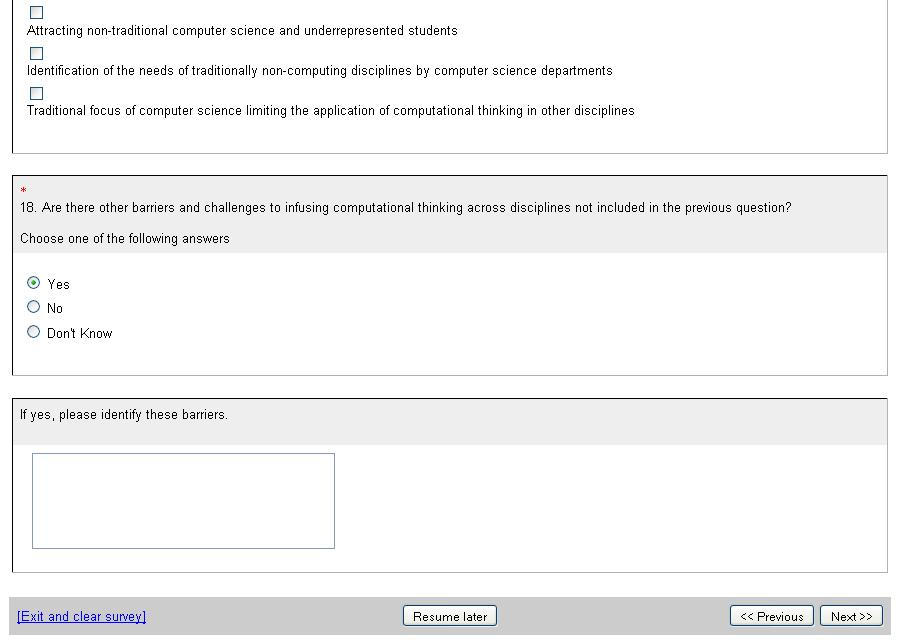 Attracting non-traditional computer science and underrepresented students
Identification of the needs of traditionally non-computing disciplines by computer science departments
Traditional focus of computer science limiting the application of computational thinking in other disciplines
*
18. Are there other barriers and challenges to infusing computational thinking across disciplines not included in the previous question?
Choose one of the following answers
Yes
No
Don't Know
If yes, please identify these barriers.
[Exit and clear survey] Resume later << Previous Next >>